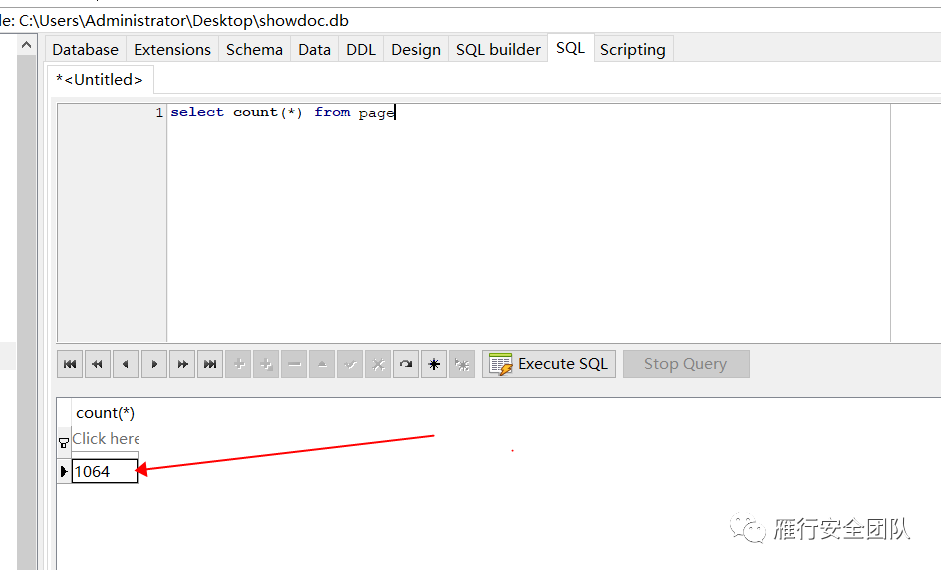 le: C:\Users\Administrator\Desktop\showdoc.db
Database Extensions Schema Data DDL Design SQL builder SQL Scripting
*<Untitled>
1 select count(*) from page
Execute SQL Stop Query
count(*)
Click here
1064
雁行安全团队